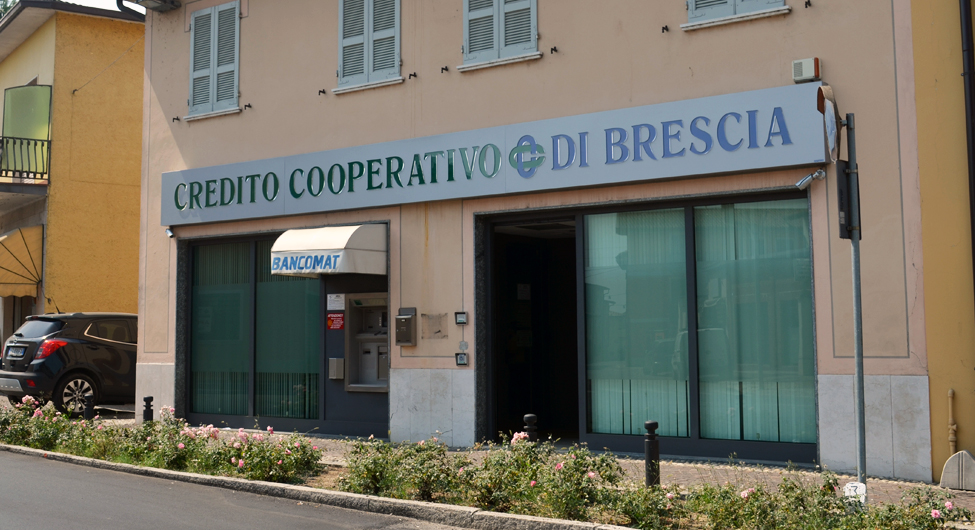 CREDITO COOPERATIVO DI BRESCIA
BANCOMAT